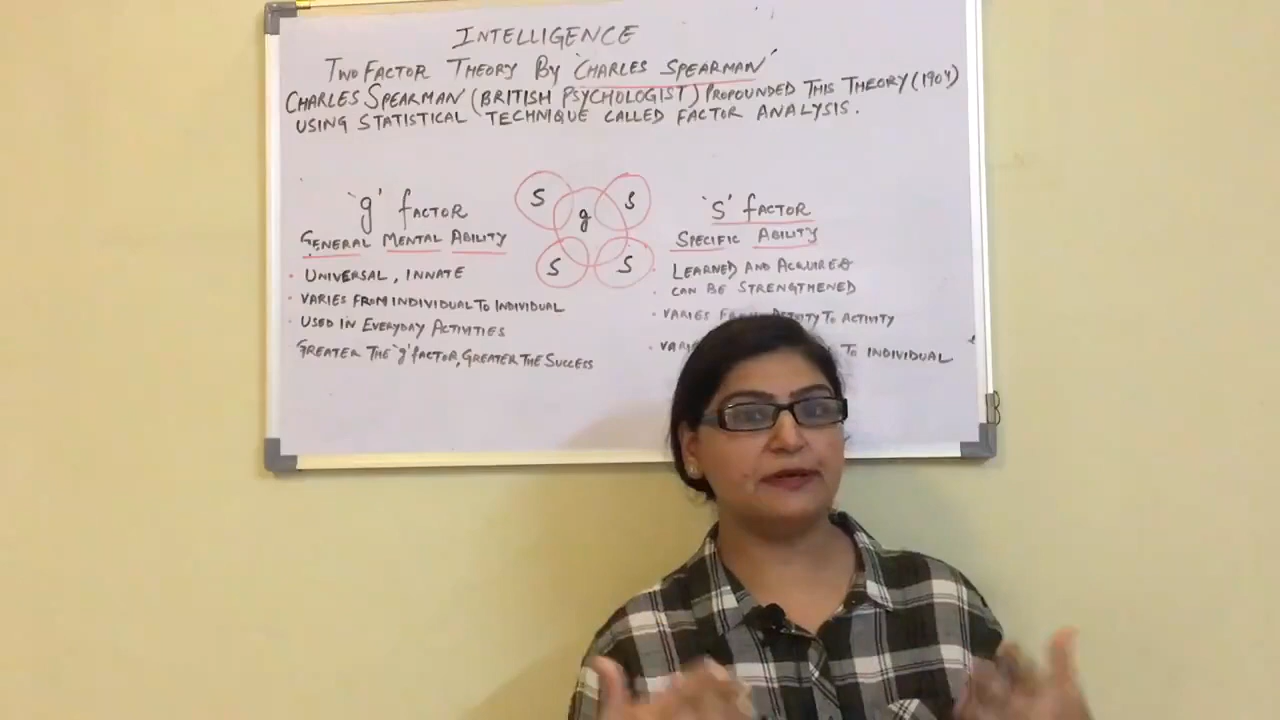 INTELLIGENCE
TWO FACTOR THEORY BY 'CHARLES SPEARMAN'
CHARLES SPEARMAN (BRITISH PSYCHOLOGIST) PROPOUNDED THIS THEORY (1904)
USING STATISTICAL TECHNIQUE CALLED FACTOR ANALYSIS.
'g' factor
GENERAL MENTAL ABILITY
• UNIVERSAL, INNATE
• VARIES FROM INDIVIDUAL TO INDIVIDUAL
• USED IN EVERYDAY ACTIVITIES
GREATER THE 'g' FACTOR, GREATER THE SUCCESS
S S
g
S S
'S' factor
SPECIFIC ABILITY
• LEARNED AND ACQUIRED
• CAN BE STRENGTHENED
• VARIES TO ACTIVITY
• TO INDIVIDUAL